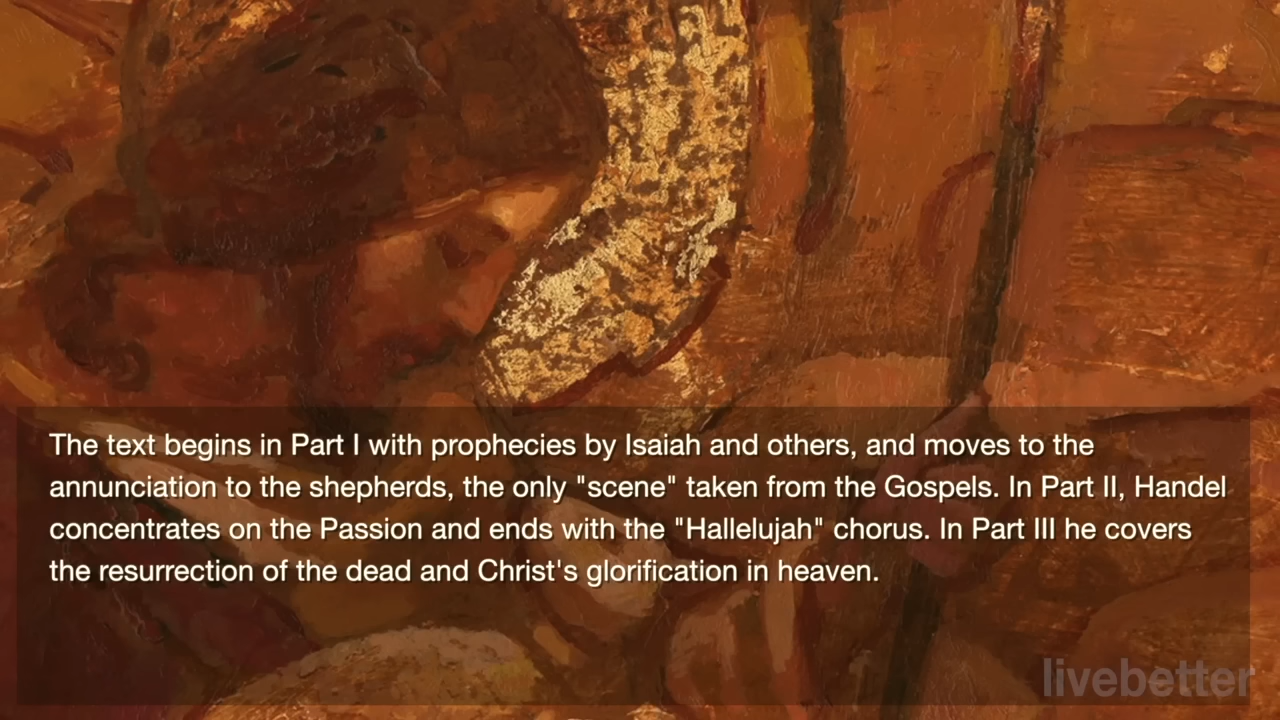 The text begins in Part I with prophecies by Isaiah and others, and moves to the
annunciation to the shepherds, the only "scene" taken from the Gospels. In Part II, Handel
concentrates on the Passion and ends with the "Hallelujah" chorus. In Part III he covers
the resurrection of the dead and Christ's glorification in heaven.
livebetter